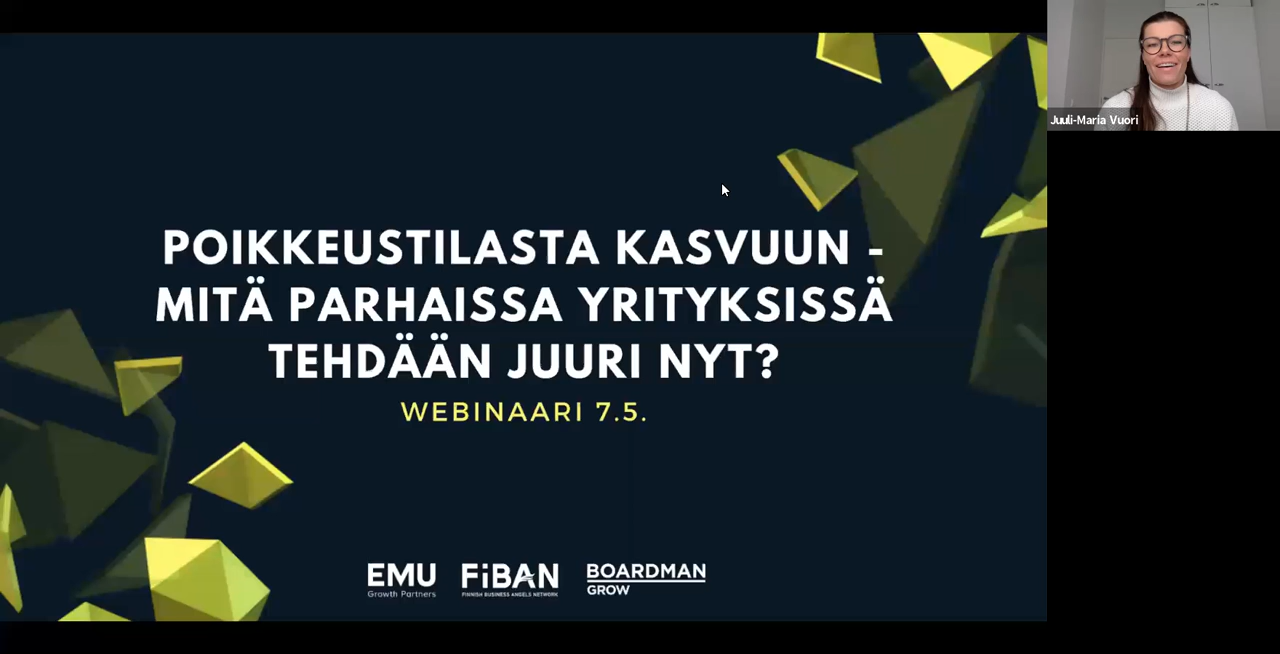 Juuli-Maria Vuori
POIKKEUSTILASTA KASVUUN -
MITÄ PARHAISSA YRITYKSISSÄ
TEHDÄÄN JUURI NYT?
WEBINAARI 7.5.
EMU
Growth Partners
FiBAN
FINNISH BUSINESS ANGELS NETWORK
BOARDMAN
GROW